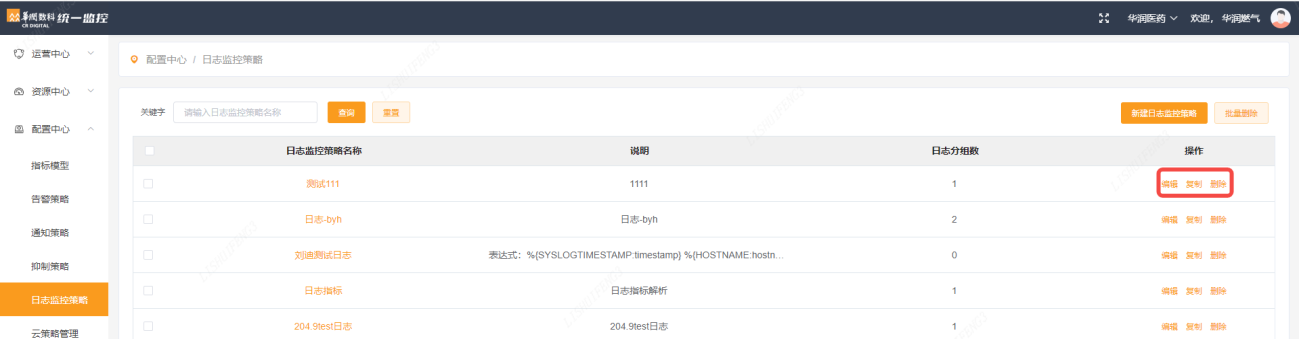 華潤数科 统一监控
CR DIGITAL
华润医药 欢迎，华润燃气
运营中心
资源中心
配置中心
指标模型
告警策略
通知策略
抑制策略
日志监控策略
云策略管理
配置中心 / 日志监控策略
关键字 请输入日志监控策略名称 查询 重置 新建日志监控策略 批量删除
日志监控策略名称 说明 日志分组数 操作
测试111 1111 1 编辑 复制 删除
日志-byh 日志-byh 2 编辑 复制 删除
刘迪测试日志 表达式：%{SYSLOGTIMESTAMP:timestamp} %{HOSTNAME:hostn... 0 编辑 复制 删除
日志指标 日志指标解析 1 编辑 复制 删除
204.9test日志 204.9test日志 1 编辑 复制 删除